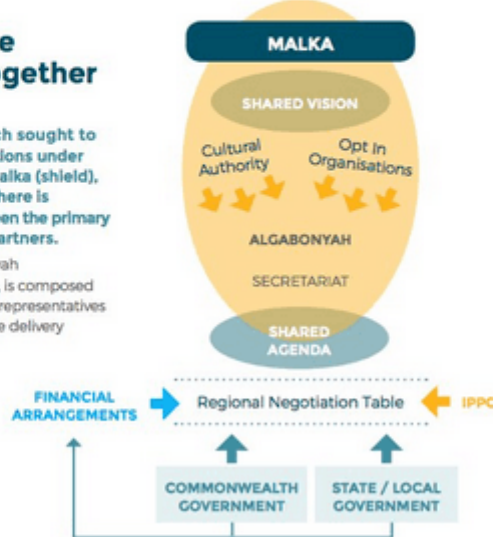 e
gether
ch sought to
ions under
alka (shield),
here is
en the primary
artners.
ah
, is composed
representatives
e delivery
MALKA
SHARED VISION
Cultural
Authority
Opt In
Organisations
ALGABONYAH
SECRETARIAT
SHARED
AGENDA
FINANCIAL
ARRANGEMENTS
Regional Negotiation Table
IPPC
COMMONWEALTH
GOVERNMENT
STATE / LOCAL
GOVERNMENT